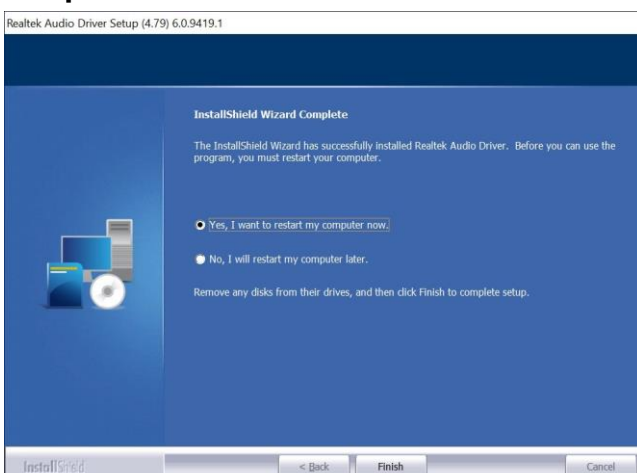 Realtek Audio Driver Setup (4.79) 6.0.9419.1
InstallShield Wizard Complete
The InstallShield Wizard has successfully installed Realtek Audio Driver. Before you can use the
program, you must restart your computer.
Yes, I want to restart my computer now.
No, I will restart my computer later.
Remove any disks from their drives, and then click Finish to complete setup.
InstallShield
< Back
Finish
Cancel